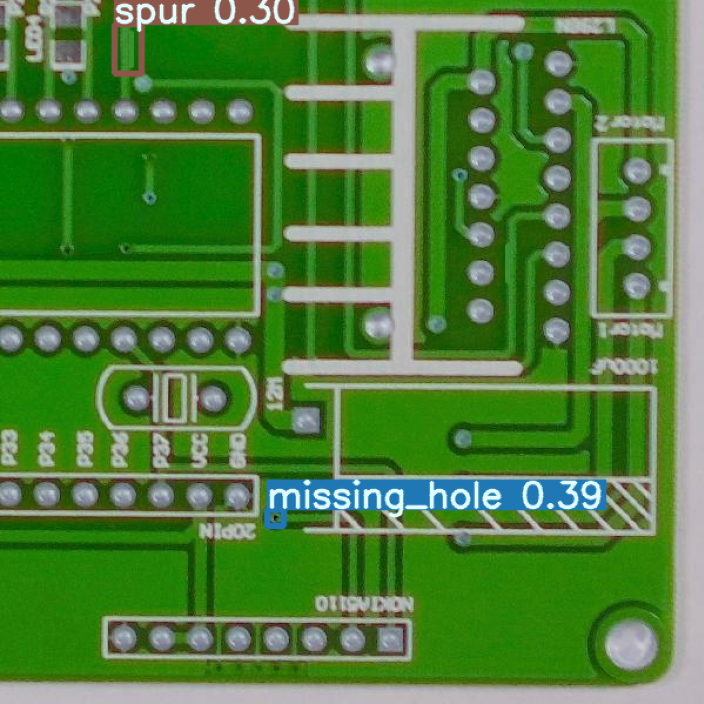 spur 0.30
LED4
L298N
Motor2
Motor1
1000uF
12M
P33
P34
P35
P36
P37
VCC
GND
missing_hole 0.39
20PIN
NOKIA5110